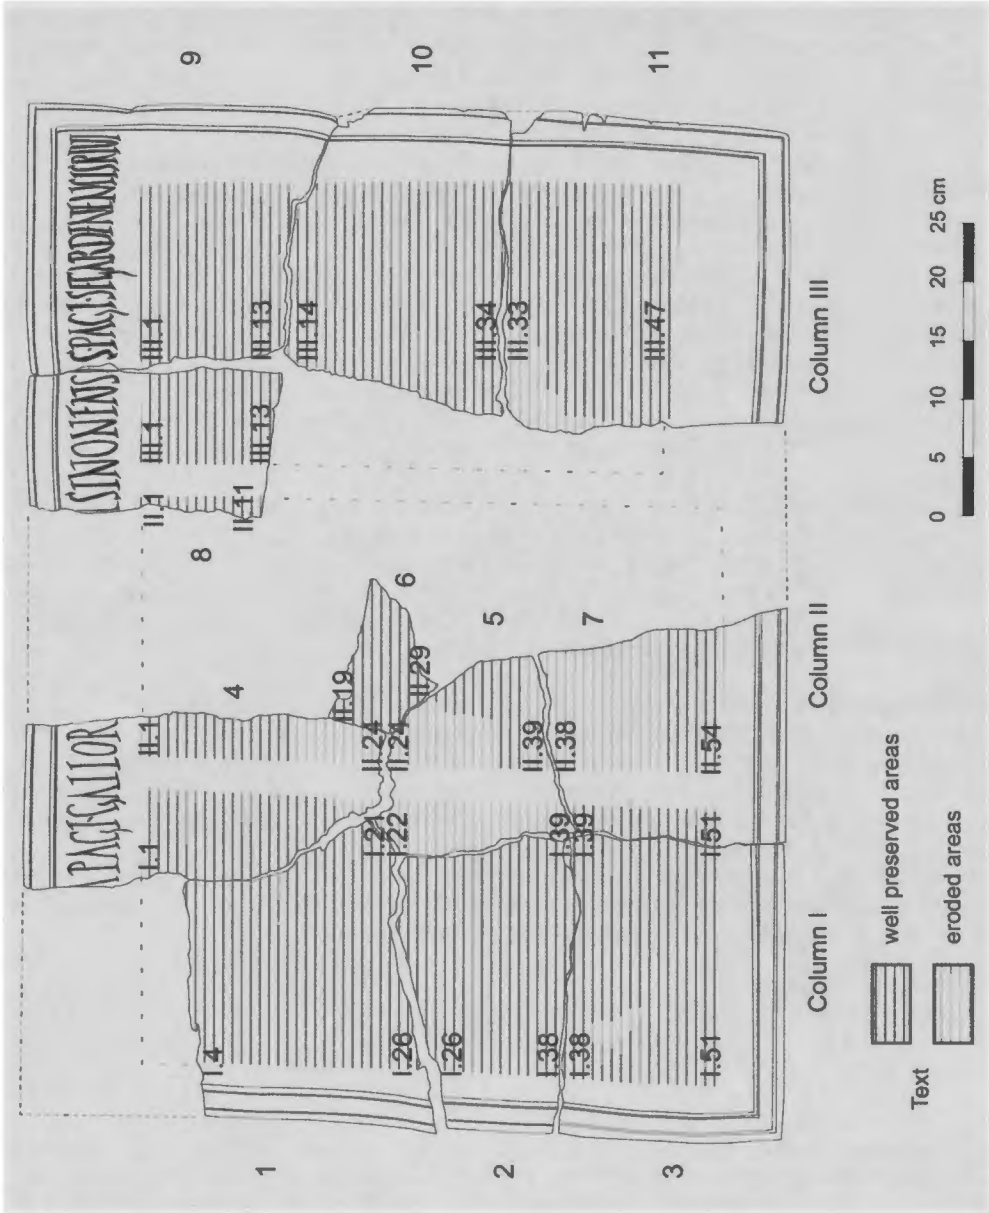 PAGI·GALLOR
SINONENS
SPAGI·SEGARDINENSISRIVI
1
2
3
4
5
6
7
8
9
10
11
I.1
I.4
I.21
I.22
I.26
I.26
I.38
I.38
I.39
I.39
I.51
I.51
II.1
II.1
II.11
II.19
II.24
II.24
II.29
II.39
II.38
II.54
III.1
III.1
III.13
III.13
III.14
III.34
III.33
III.47
Column I
Column II
Column III
Text
well preserved areas
eroded areas
0 5 10 15 20 25 cm